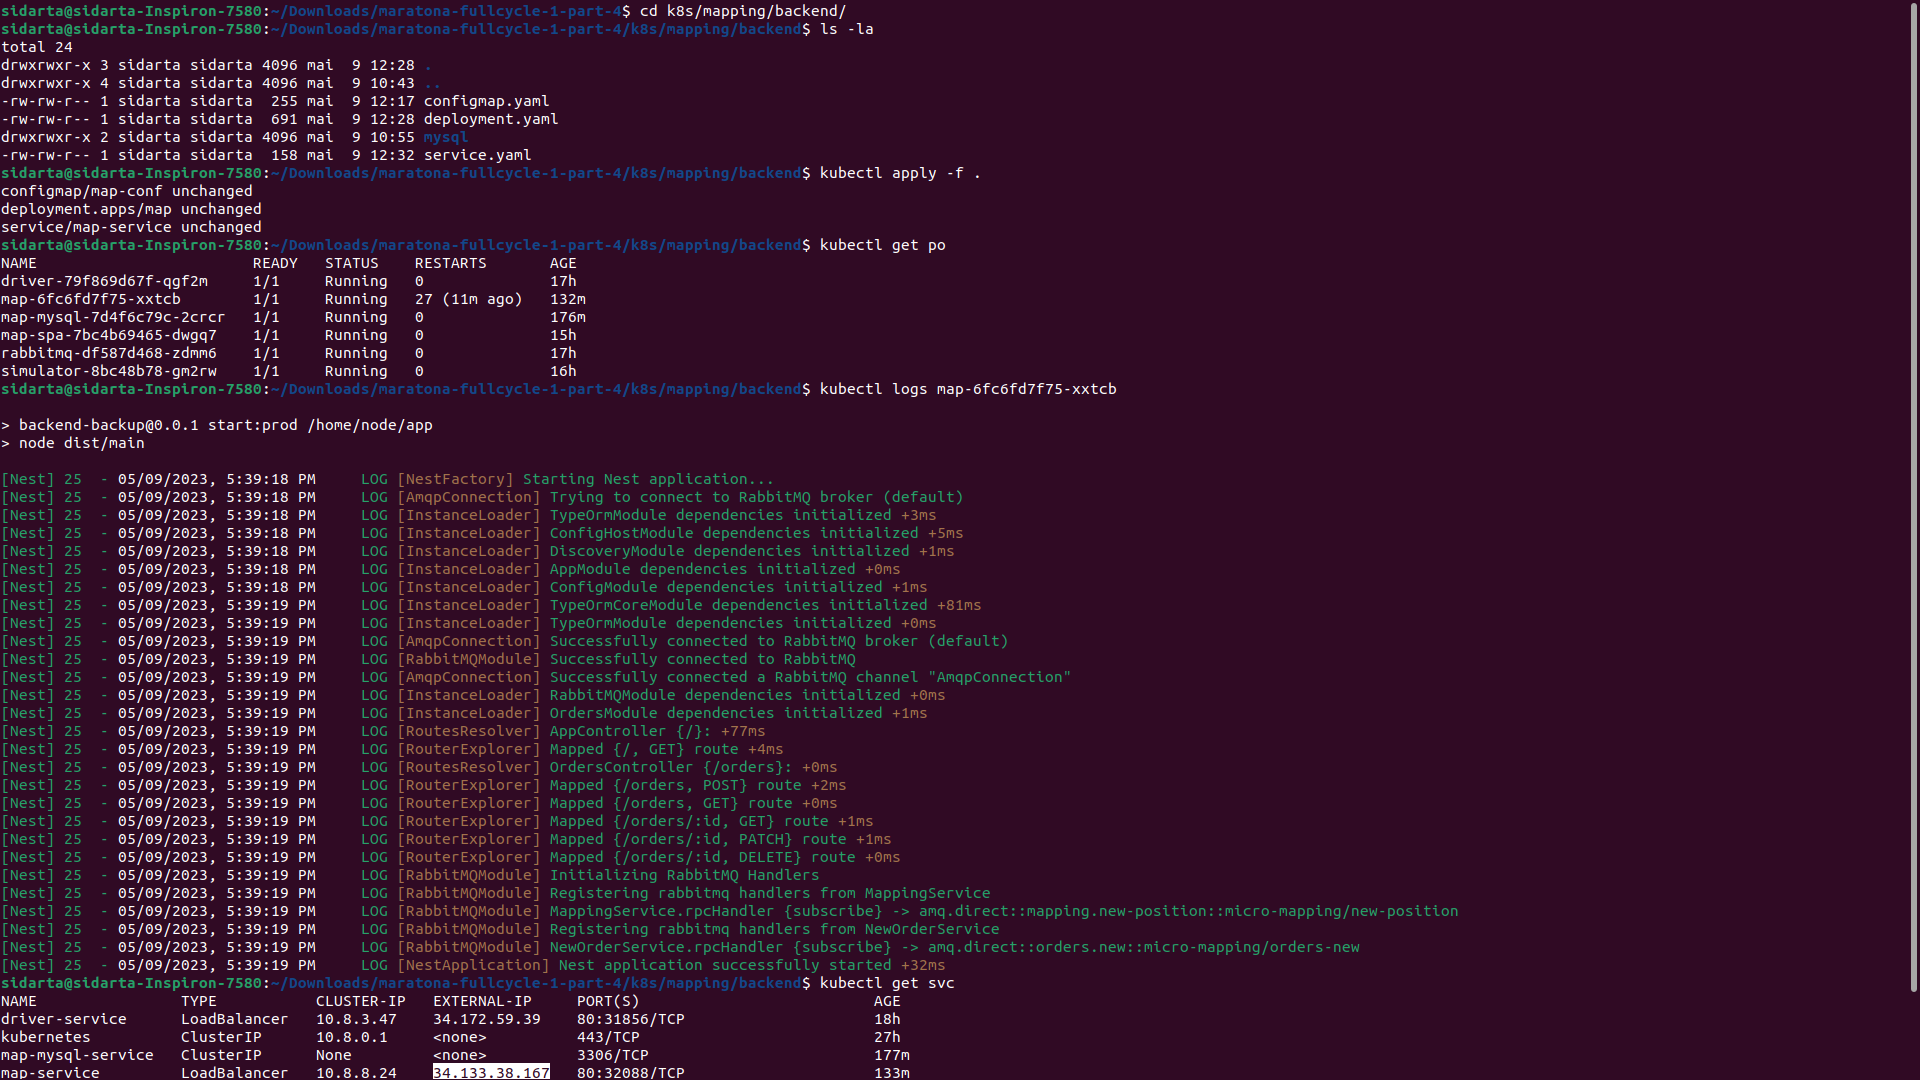 sidarta@sidarta-Inspiron-7580:~/Downloads/maratona-fullcycle-1-part-4$ cd k8s/mapping/backend/
sidarta@sidarta-Inspiron-7580:~/Downloads/maratona-fullcycle-1-part-4/k8s/mapping/backend$ ls -la
total 24
drwxrwxr-x 3 sidarta sidarta 4096 mai  9 12:28 .
drwxrwxr-x 4 sidarta sidarta 4096 mai  9 10:43 ..
-rw-rw-r-- 1 sidarta sidarta  255 mai  9 12:17 configmap.yaml
-rw-rw-r-- 1 sidarta sidarta  691 mai  9 12:28 deployment.yaml
drwxrwxr-x 2 sidarta sidarta 4096 mai  9 10:55 mysql
-rw-rw-r-- 1 sidarta sidarta  158 mai  9 12:32 service.yaml
sidarta@sidarta-Inspiron-7580:~/Downloads/maratona-fullcycle-1-part-4/k8s/mapping/backend$ kubectl apply -f .
configmap/map-conf unchanged
deployment.apps/map unchanged
service/map-service unchanged
sidarta@sidarta-Inspiron-7580:~/Downloads/maratona-fullcycle-1-part-4/k8s/mapping/backend$ kubectl get po
NAME                        READY   STATUS    RESTARTS       AGE
driver-79f869d67f-qgf2m     1/1     Running   0              17h
map-6fc6fd7f75-xxtcb        1/1     Running   27 (11m ago)   132m
map-mysql-7d4f6c79c-2crcr   1/1     Running   0              176m
map-spa-7bc4b69465-dwgq7    1/1     Running   0              15h
rabbitmq-df587d468-zdmm6    1/1     Running   0              17h
simulator-8bc48b78-gm2rw    1/1     Running   0              16h
sidarta@sidarta-Inspiron-7580:~/Downloads/maratona-fullcycle-1-part-4/k8s/mapping/backend$ kubectl logs map-6fc6fd7f75-xxtcb
> backend-backup@0.0.1 start:prod /home/node/app
> node dist/main
[Nest] 25  - 05/09/2023, 5:39:18 PM     LOG [NestFactory] Starting Nest application...
[Nest] 25  - 05/09/2023, 5:39:18 PM     LOG [AmqpConnection] Trying to connect to RabbitMQ broker (default)
[Nest] 25  - 05/09/2023, 5:39:18 PM     LOG [InstanceLoader] TypeOrmModule dependencies initialized +3ms
[Nest] 25  - 05/09/2023, 5:39:18 PM     LOG [InstanceLoader] ConfigHostModule dependencies initialized +5ms
[Nest] 25  - 05/09/2023, 5:39:18 PM     LOG [InstanceLoader] DiscoveryModule dependencies initialized +1ms
[Nest] 25  - 05/09/2023, 5:39:18 PM     LOG [InstanceLoader] AppModule dependencies initialized +0ms
[Nest] 25  - 05/09/2023, 5:39:18 PM     LOG [InstanceLoader] ConfigModule dependencies initialized +1ms
[Nest] 25  - 05/09/2023, 5:39:19 PM     LOG [InstanceLoader] TypeOrmCoreModule dependencies initialized +81ms
[Nest] 25  - 05/09/2023, 5:39:19 PM     LOG [InstanceLoader] TypeOrmModule dependencies initialized +0ms
[Nest] 25  - 05/09/2023, 5:39:19 PM     LOG [AmqpConnection] Successfully connected to RabbitMQ broker (default)
[Nest] 25  - 05/09/2023, 5:39:19 PM     LOG [RabbitMQModule] Successfully connected to RabbitMQ
[Nest] 25  - 05/09/2023, 5:39:19 PM     LOG [AmqpConnection] Successfully connected a RabbitMQ channel "AmqpConnection"
[Nest] 25  - 05/09/2023, 5:39:19 PM     LOG [InstanceLoader] RabbitMQModule dependencies initialized +0ms
[Nest] 25  - 05/09/2023, 5:39:19 PM     LOG [InstanceLoader] OrdersModule dependencies initialized +1ms
[Nest] 25  - 05/09/2023, 5:39:19 PM     LOG [RoutesResolver] AppController {/}: +77ms
[Nest] 25  - 05/09/2023, 5:39:19 PM     LOG [RouterExplorer] Mapped {/, GET} route +4ms
[Nest] 25  - 05/09/2023, 5:39:19 PM     LOG [RoutesResolver] OrdersController {/orders}: +0ms
[Nest] 25  - 05/09/2023, 5:39:19 PM     LOG [RouterExplorer] Mapped {/orders, POST} route +2ms
[Nest] 25  - 05/09/2023, 5:39:19 PM     LOG [RouterExplorer] Mapped {/orders, GET} route +0ms
[Nest] 25  - 05/09/2023, 5:39:19 PM     LOG [RouterExplorer] Mapped {/orders/:id, GET} route +1ms
[Nest] 25  - 05/09/2023, 5:39:19 PM     LOG [RouterExplorer] Mapped {/orders/:id, PATCH} route +1ms
[Nest] 25  - 05/09/2023, 5:39:19 PM     LOG [RouterExplorer] Mapped {/orders/:id, DELETE} route +0ms
[Nest] 25  - 05/09/2023, 5:39:19 PM     LOG [RabbitMQModule] Initializing RabbitMQ Handlers
[Nest] 25  - 05/09/2023, 5:39:19 PM     LOG [RabbitMQModule] Registering rabbitmq handlers from MappingService
[Nest] 25  - 05/09/2023, 5:39:19 PM     LOG [RabbitMQModule] MappingService.rpcHandler {subscribe} -> amq.direct::mapping.new-position::micro-mapping/new-position
[Nest] 25  - 05/09/2023, 5:39:19 PM     LOG [RabbitMQModule] Registering rabbitmq handlers from NewOrderService
[Nest] 25  - 05/09/2023, 5:39:19 PM     LOG [RabbitMQModule] NewOrderService.rpcHandler {subscribe} -> amq.direct::orders.new::micro-mapping/orders-new
[Nest] 25  - 05/09/2023, 5:39:19 PM     LOG [NestApplication] Nest application successfully started +32ms
sidarta@sidarta-Inspiron-7580:~/Downloads/maratona-fullcycle-1-part-4/k8s/mapping/backend$ kubectl get svc
NAME                TYPE           CLUSTER-IP   EXTERNAL-IP     PORT(S)                          AGE
driver-service      LoadBalancer   10.8.3.47    34.172.59.39    80:31856/TCP                     18h
kubernetes          ClusterIP      10.8.0.1     <none>          443/TCP                          27h
map-mysql-service   ClusterIP      None         <none>          3306/TCP                         177m
map-service         LoadBalancer   10.8.8.24    34.133.38.167   80:32088/TCP                     133m